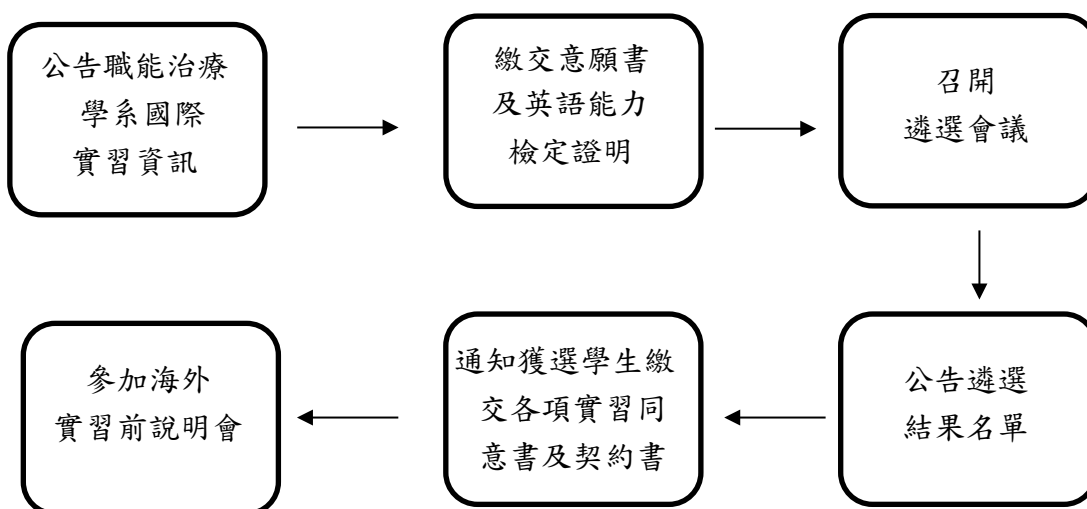 公告職能治療
學系國際
實習資訊
繳交意願書
及英語能力
檢定證明
召開
遴選會議
公告遴選
結果名單
通知獲選學生繳
交各項實習同
意書及契約書
參加海外
實習前說明會